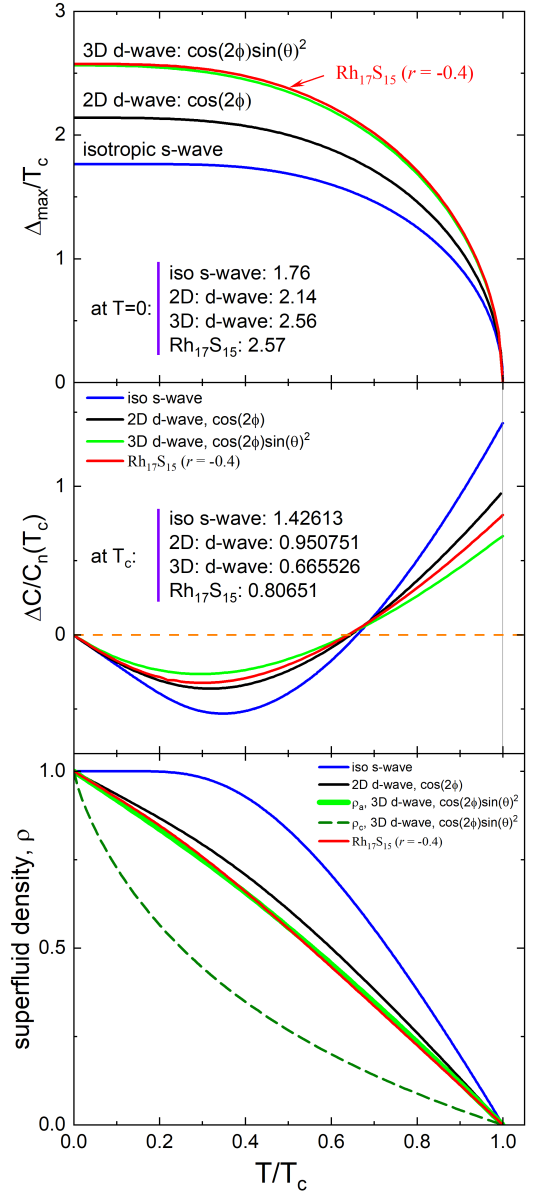 3
2
1
0
Δmax/Tc
3D d-wave: cos(2ϕ)sin(θ)²
Rh₁₇S₁₅ (r = -0.4)
2D d-wave: cos(2ϕ)
isotropic s-wave
at T=0:
iso s-wave: 1.76
2D: d-wave: 2.14
3D: d-wave: 2.56
Rh₁₇S₁₅: 2.57
iso s-wave
2D d-wave, cos(2ϕ)
3D d-wave, cos(2ϕ)sin(θ)²
Rh₁₇S₁₅ (r = -0.4)
1
0
ΔC/Cn(Tc)
at Tc:
iso s-wave: 1.42613
2D: d-wave: 0.950751
3D: d-wave: 0.665526
Rh₁₇S₁₅: 0.80651
iso s-wave
2D d-wave, cos(2ϕ)
ρa, 3D d-wave, cos(2ϕ)sin(θ)²
ρc, 3D d-wave, cos(2ϕ)sin(θ)²
Rh₁₇S₁₅ (r = -0.4)
1.0
0.5
0.0
superfluid density, ρ
0.0 0.2 0.4 0.6 0.8 1.0
T/Tc